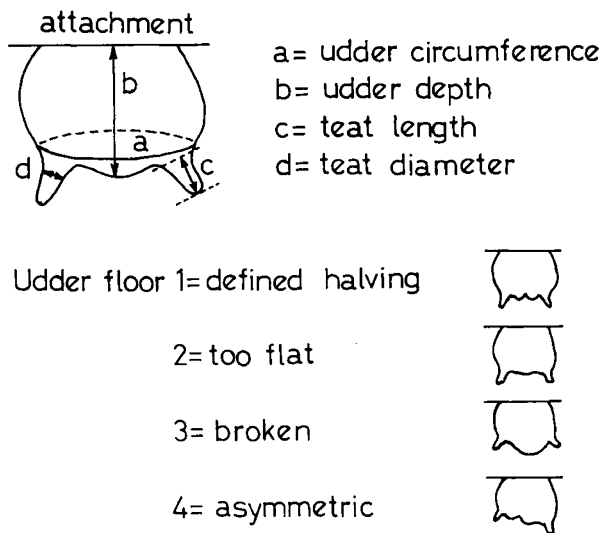 attachment
b
a
d
c
a= udder circumference
b= udder depth
c= teat length
d= teat diameter
Udder floor 1= defined halving
2= too flat
3= broken
4= asymmetric